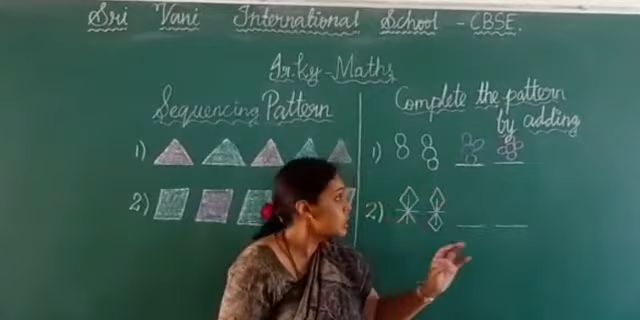 Sri Vani International School - CBSE.
Jr.kg - Maths
Sequencing Pattern
1)
2)
Complete the pattern
by adding
1)
2)